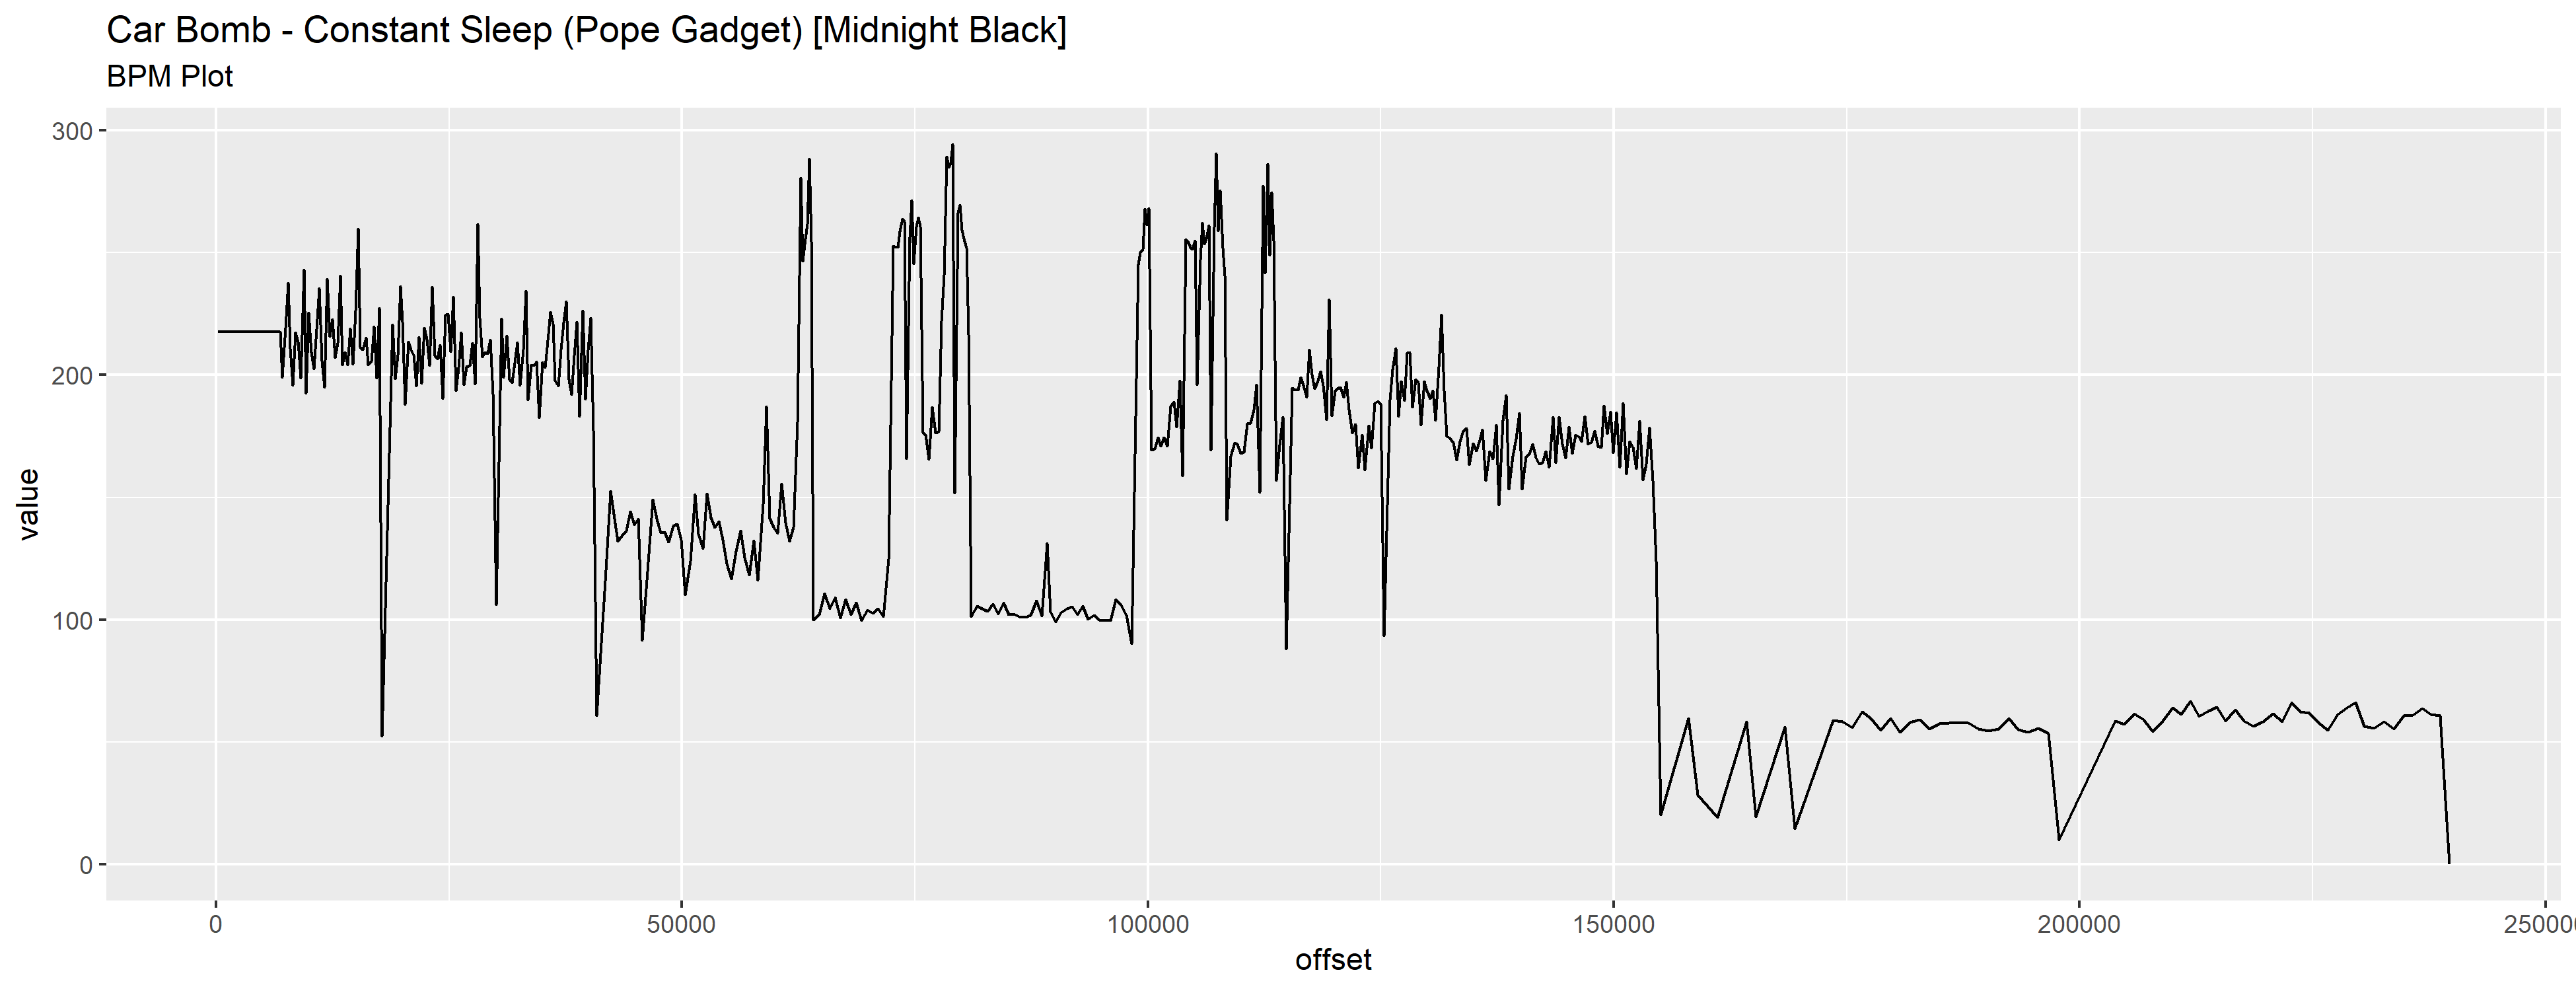 Car Bomb - Constant Sleep (Pope Gadget) [Midnight Black]
BPM Plot
300
200
100
0
value
0
50000
100000
150000
200000
offset